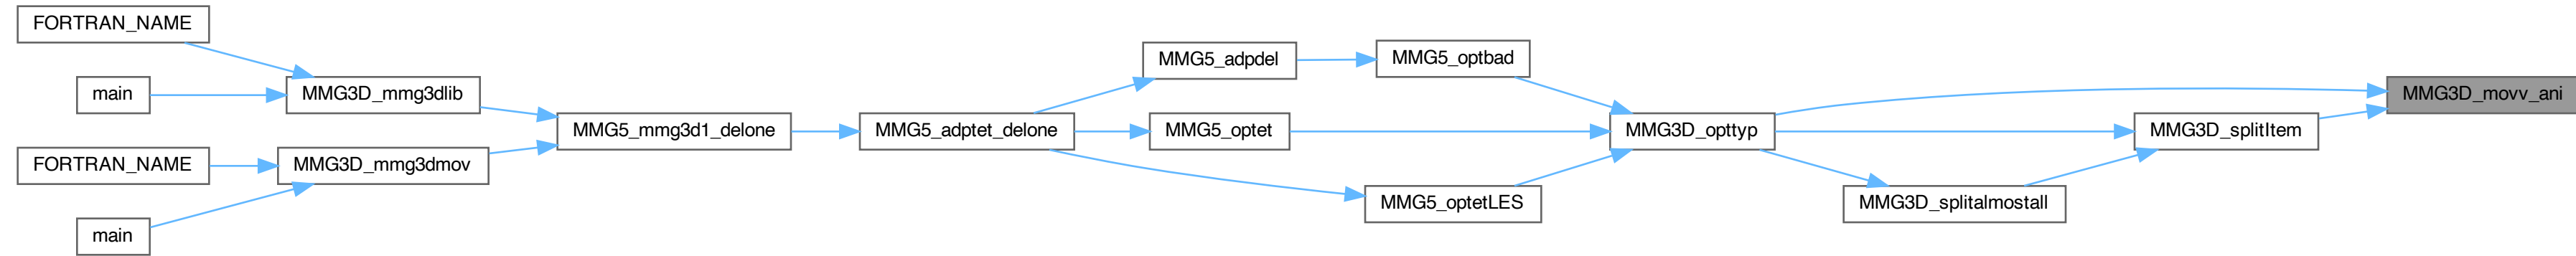 FORTRAN_NAME
main
MMG3D_mmg3dlib
FORTRAN_NAME
MMG3D_mmg3dmov
main
MMG5_mmg3d1_delone
MMG5_adptet_delone
MMG5_adpdel
MMG5_optbad
MMG5_optet
MMG5_optetLES
MMG3D_opttyp
MMG3D_splitItem
MMG3D_splitalmostall
MMG3D_movv_ani